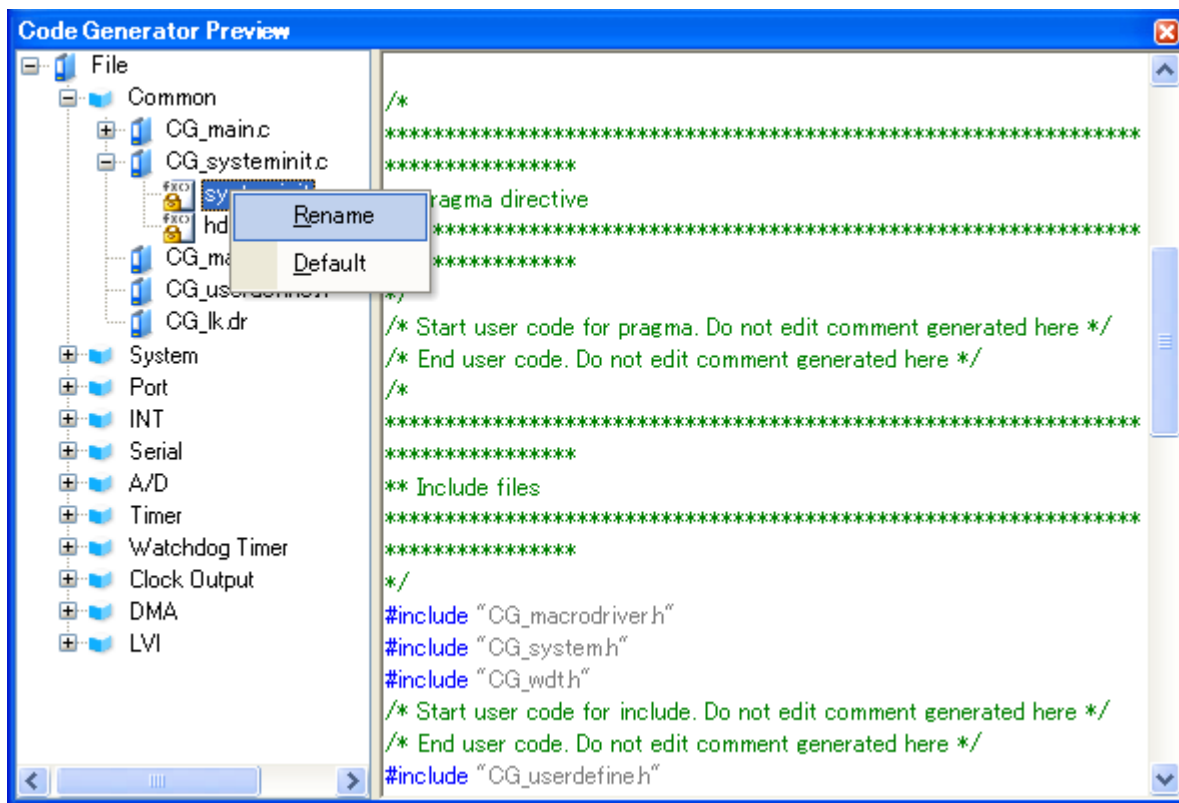 Code Generator Preview
File
Common
CG_main.c
CG_systeminit.c
Rename
Default
CG_lk.dr
System
Port
INT
Serial
A/D
Timer
Watchdog Timer
Clock Output
DMA
LVI
/*
***************************************************************
****************
ragma directive
*/
/* Start user code for pragma. Do not edit comment generated here */
/* End user code. Do not edit comment generated here */
/*
***************************************************************
****************
** Include files
***************************************************************
****************
*/
#include "CG_macrodriver.h"
#include "CG_system.h"
#include "CG_wdt.h"
/* Start user code for include. Do not edit comment generated here */
/* End user code. Do not edit comment generated here */
#include "CG_userdefine.h"